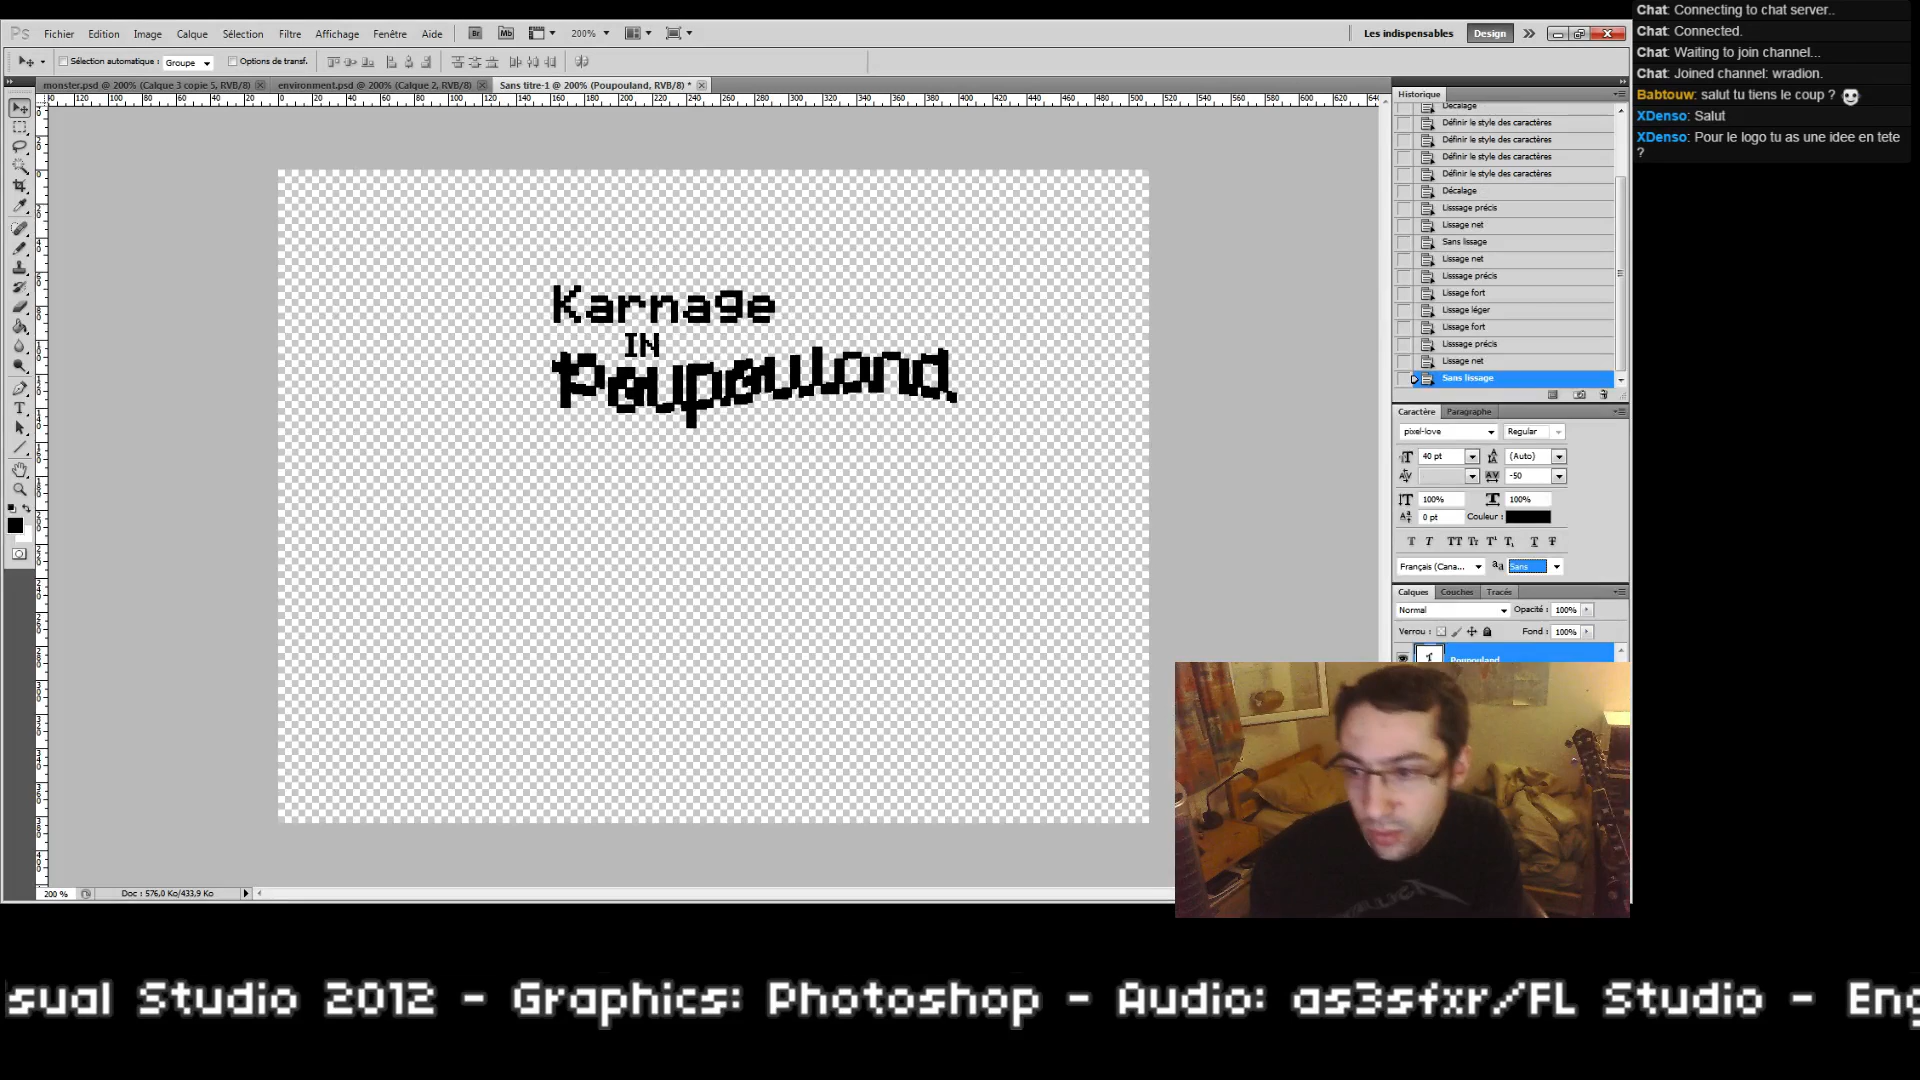 Ps Fichier Edition Image Calque Sélection Filtre Affichage Fenêtre Aide Br Mb 200% Les indispensables Design
Sélection automatique : Groupe Options de transf.
monster.psd @ 200% (Calque 3 copie 5, RVB/8) environment.psd @ 200% (Calque 2, RVB/8) Sans titre-1 @ 200% (Poupouland, RVB/8) *
Karnage
IN
Poupouland
Historique
Décalage
Définir le style des caractères
Définir le style des caractères
Définir le style des caractères
Définir le style des caractères
Décalage
Lisssage précis
Lissage net
Sans lissage
Lissage net
Lisssage précis
Lissage fort
Lissage léger
Lissage fort
Lisssage précis
Lissage net
Sans lissage
Caractère Paragraphe
pixel-love Regular
40 pt (Auto)
-50
100% 100%
0 pt Couleur :
Français (Cana... Sans
Calques Couches Tracés
Normal Opacité : 100%
Verrou : Fond : 100%
Poupouland
200 % Doc : 576,0 Ko/433,9 Ko
Chat: Connecting to chat server..
Chat: Connected.
Chat: Waiting to join channel...
Chat: Joined channel: wradion.
Babtouw: salut tu tiens le coup ?
XDenso: Salut
XDenso: Pour le logo tu as une idee en tete
?
sual Studio 2012 - Graphics: Photoshop - Audio: as3sfxr/FL Studio - Eng